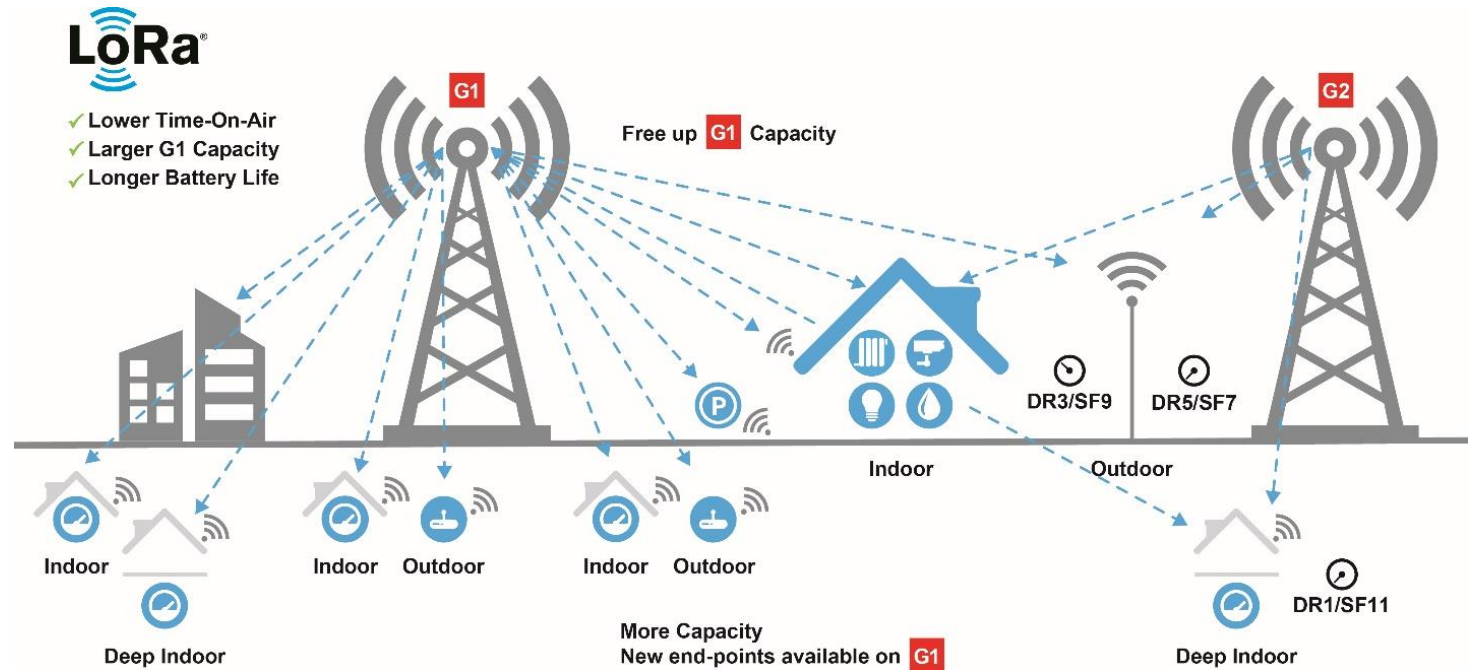 LoRa®
Lower Time-On-Air
Larger G1 Capacity
Longer Battery Life
G1
Free up G1 Capacity
G2
P
DR3/SF9
DR5/SF7
Indoor
Outdoor
Indoor
Deep Indoor
Indoor
Outdoor
Indoor
Outdoor
DR1/SF11
Deep Indoor
More Capacity
New end-points available on G1